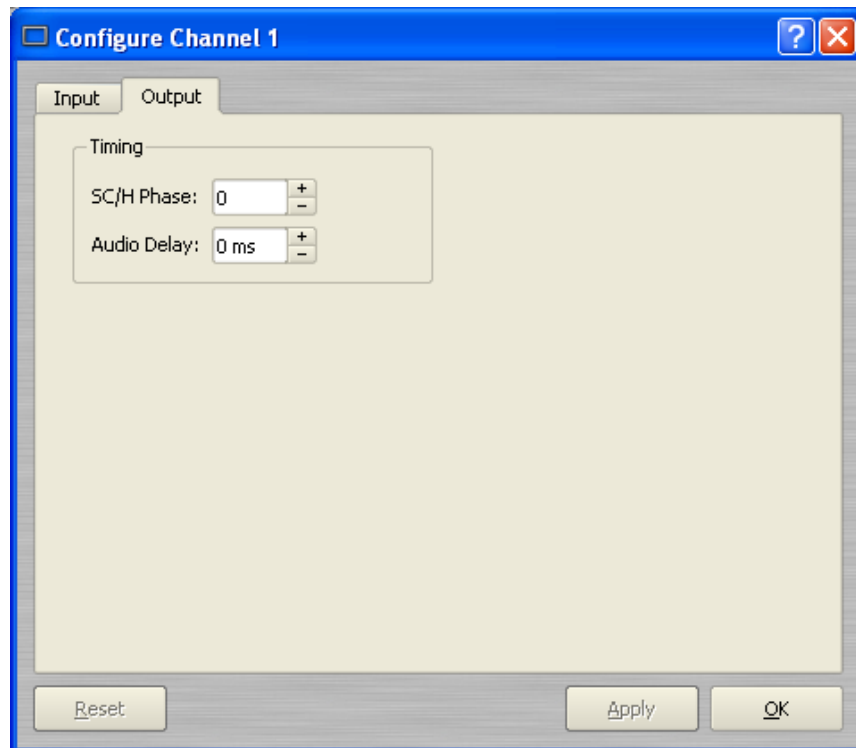 Configure Channel 1
?
Input Output
Timing
SC/H Phase: 0 + -
Audio Delay: 0 ms + -
Reset Apply OK